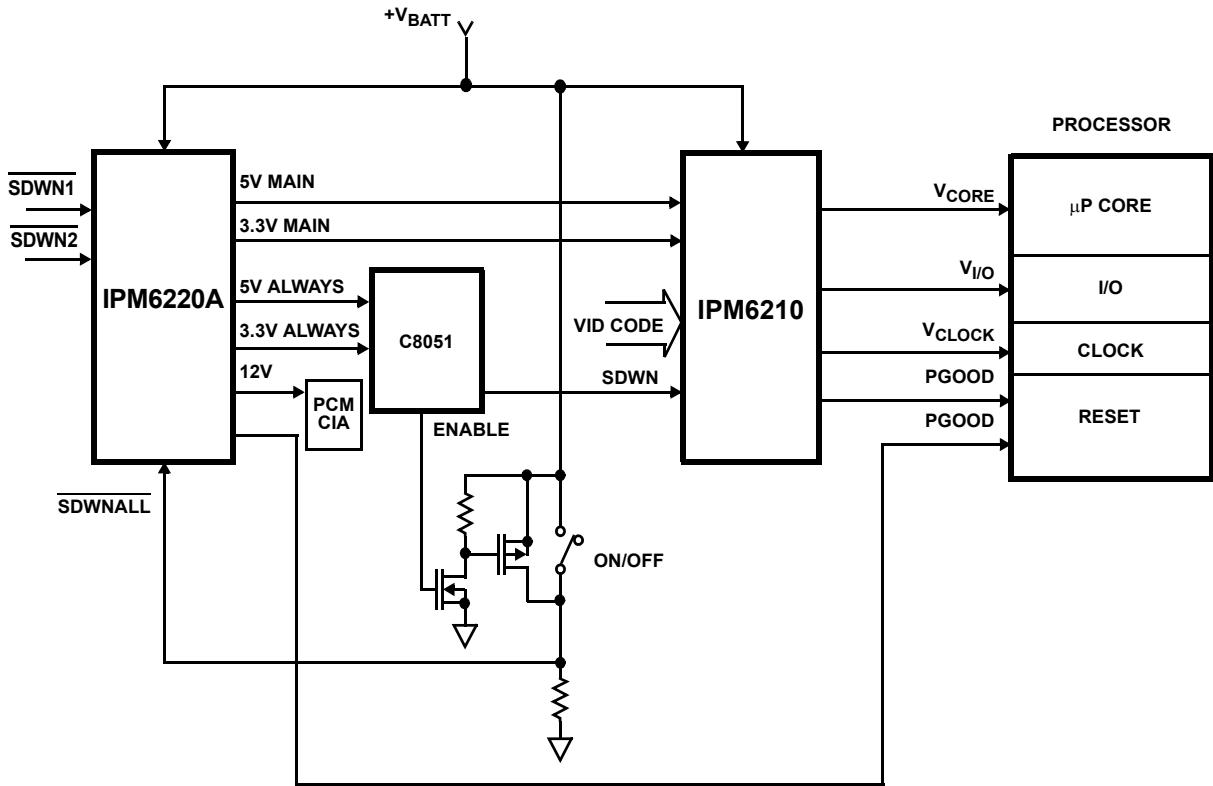 +VBATT
PROCESSOR
SDWN1
SDWN2
5V MAIN
3.3V MAIN
5V ALWAYS
3.3V ALWAYS
12V
IPM6220A
C8051
PCM
CIA
ENABLE
SDWN
VID CODE
IPM6210
VCORE
VI/O
VCLOCK
PGOOD
PGOOD
μP CORE
I/O
CLOCK
RESET
SDWNALL
ON/OFF